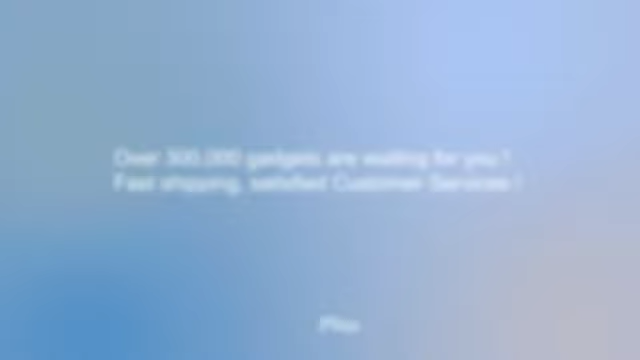 Over 300,000 gadgets are waiting for you !
Fast shipping, satisfied Customer Services !